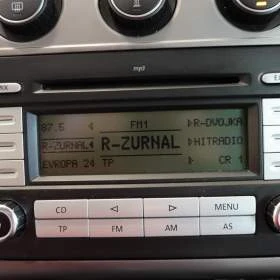 mp3
87.5 FM1 R-DVOJKA
R-ZURNAL R-ZURNAL HITRADIO
EVROPA 24 TP CR 1
CD MENU
TP FM AM AS